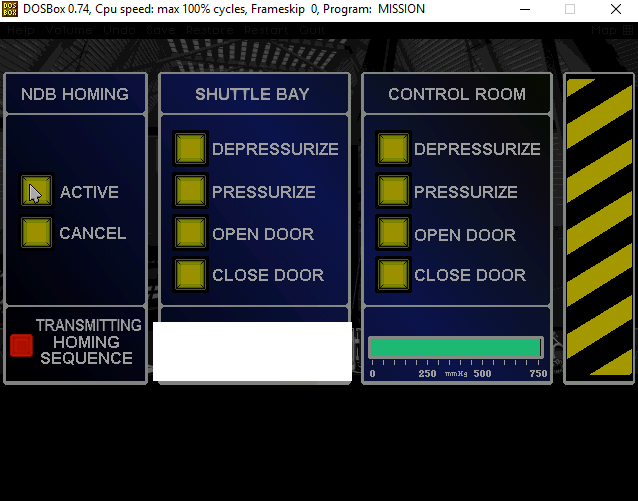 DOSBox 0.74, Cpu speed: max 100% cycles, Frameskip 0, Program: MISSION
Help Volume Undo Save Restore Restart Quit Map
NDB HOMING
ACTIVE
CANCEL
TRANSMITTING
HOMING
SEQUENCE
SHUTTLE BAY
DEPRESSURIZE
PRESSURIZE
OPEN DOOR
CLOSE DOOR
CONTROL ROOM
DEPRESSURIZE
PRESSURIZE
OPEN DOOR
CLOSE DOOR
0 250 mmHg 500 750